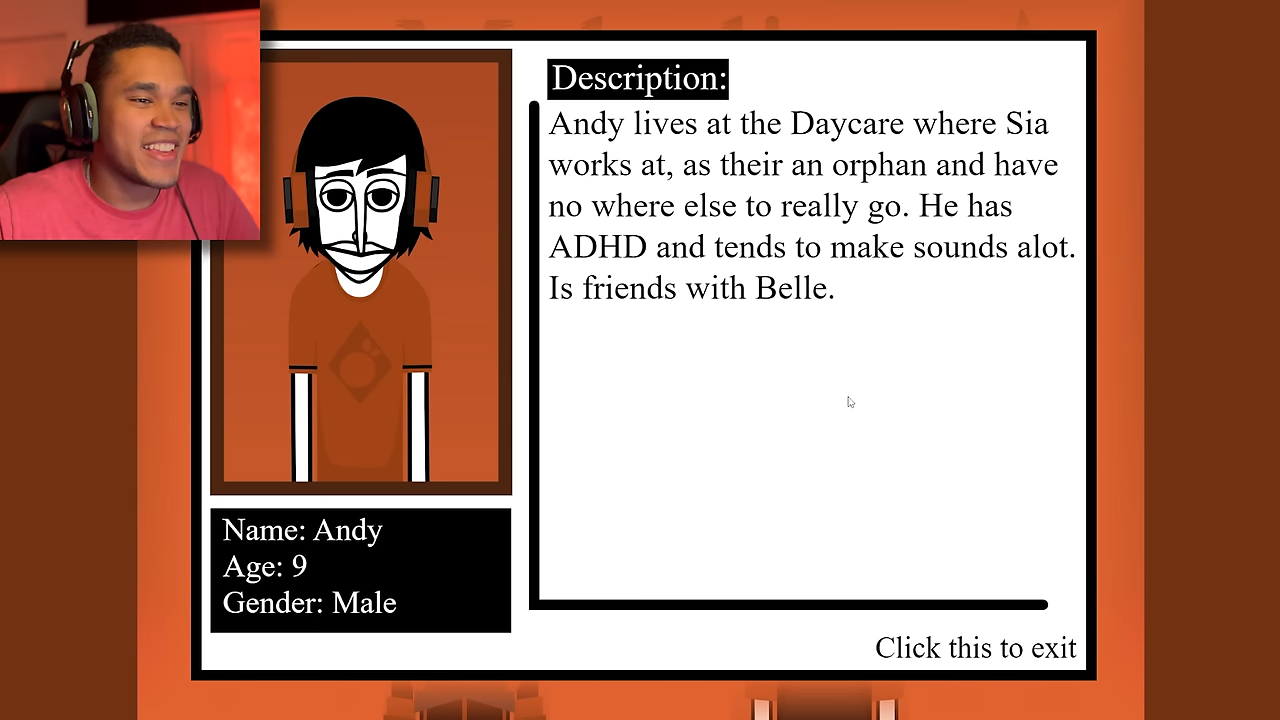 Description:
Andy lives at the Daycare where Sia
works at, as their an orphan and have
no where else to really go. He has
ADHD and tends to make sounds alot.
Is friends with Belle.
Name: Andy
Age: 9
Gender: Male
Click this to exit